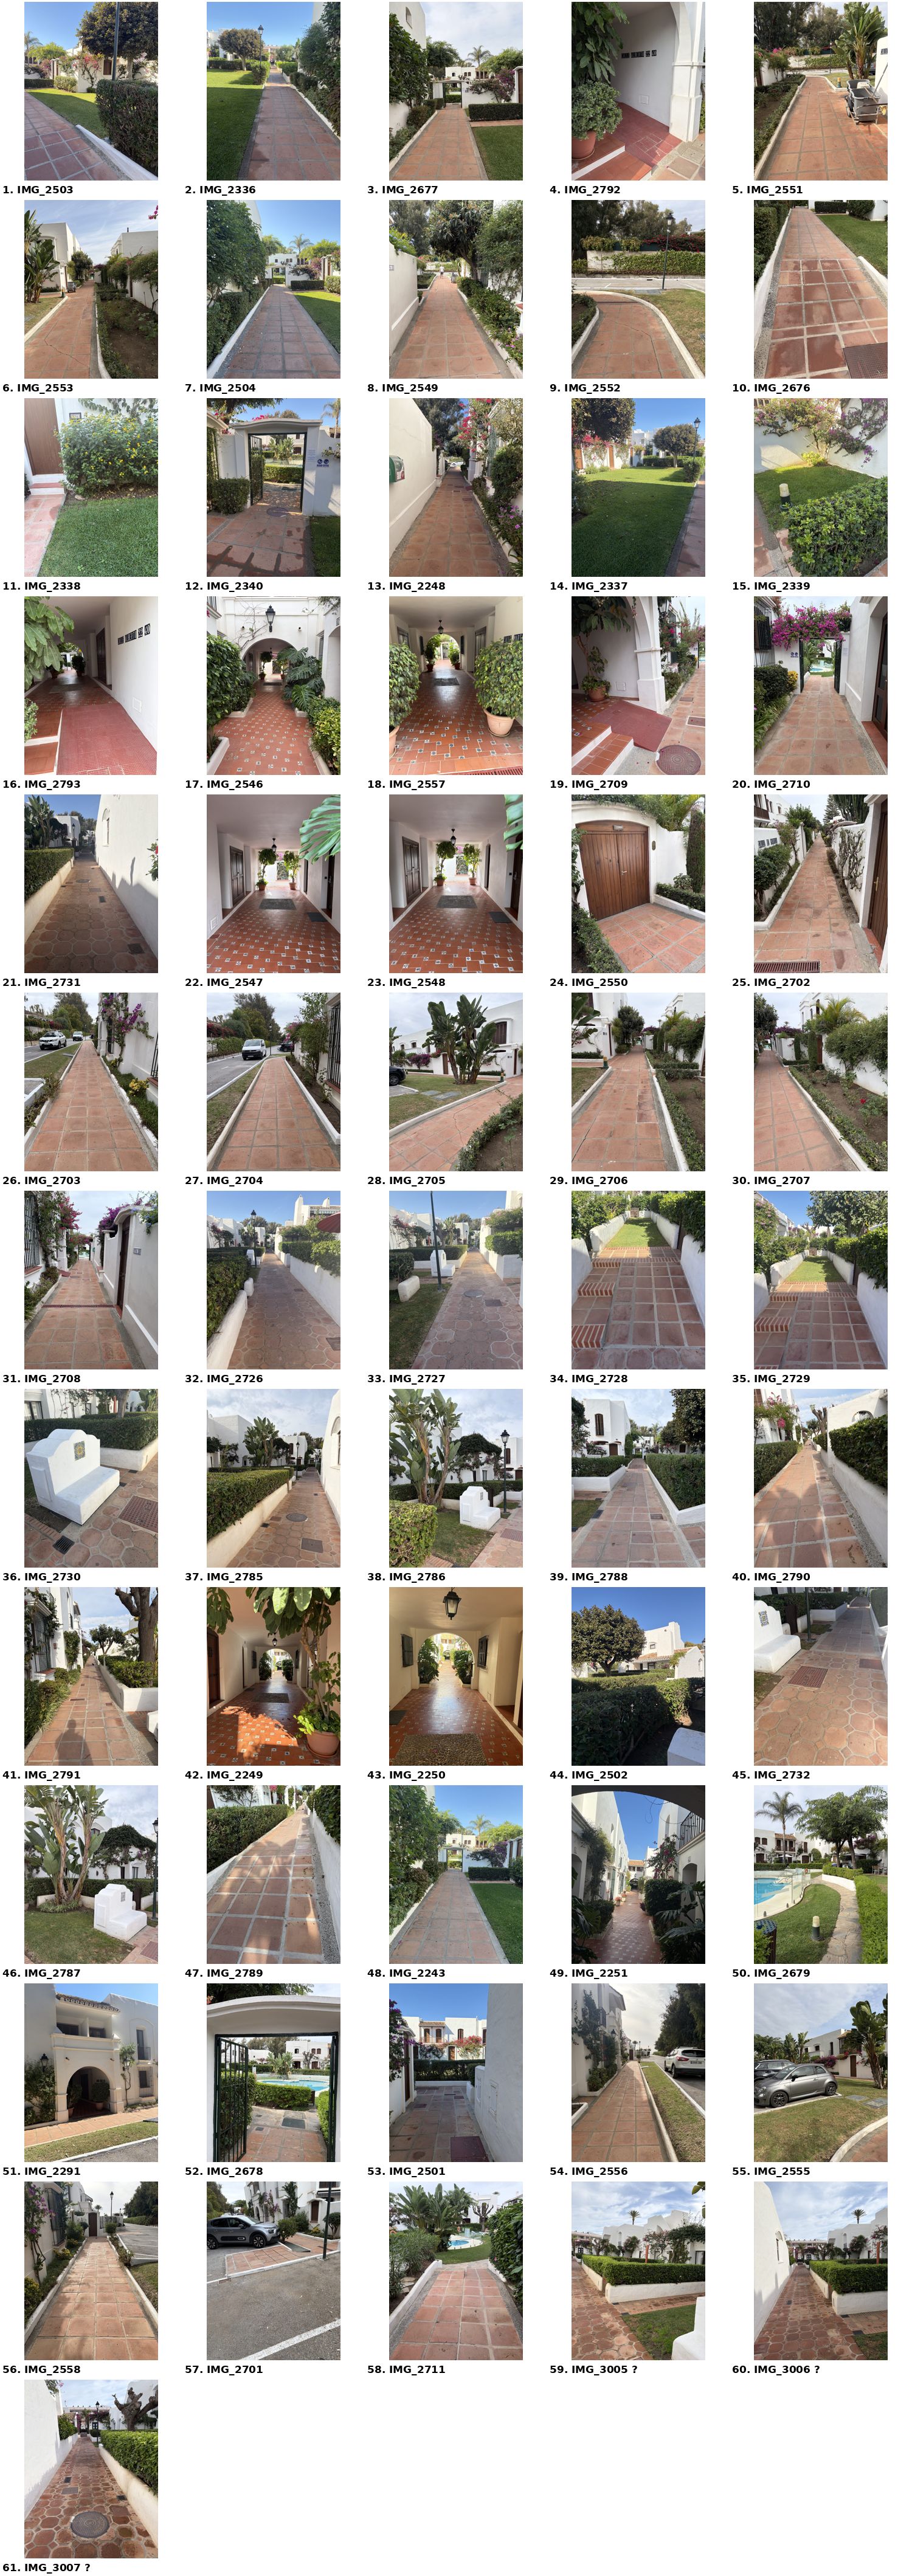 1. IMG_2503
2. IMG_2336
3. IMG_2677
4. IMG_2792
5. IMG_2551
6. IMG_2553
7. IMG_2504
8. IMG_2549
9. IMG_2552
10. IMG_2676
11. IMG_2338
12. IMG_2340
13. IMG_2248
14. IMG_2337
15. IMG_2339
16. IMG_2793
17. IMG_2546
18. IMG_2557
19. IMG_2709
20. IMG_2710
21. IMG_2731
22. IMG_2547
23. IMG_2548
24. IMG_2550
25. IMG_2702
26. IMG_2703
27. IMG_2704
28. IMG_2705
29. IMG_2706
30. IMG_2707
31. IMG_2708
32. IMG_2726
33. IMG_2727
34. IMG_2728
35. IMG_2729
36. IMG_2730
37. IMG_2785
38. IMG_2786
39. IMG_2788
40. IMG_2790
41. IMG_2791
42. IMG_2249
43. IMG_2250
44. IMG_2502
45. IMG_2732
46. IMG_2787
47. IMG_2789
48. IMG_2243
49. IMG_2251
50. IMG_2679
51. IMG_2291
52. IMG_2678
53. IMG_2501
54. IMG_2556
55. IMG_2555
56. IMG_2558
57. IMG_2701
58. IMG_2711
59. IMG_3005 ?
60. IMG_3006 ?
61. IMG_3007 ?